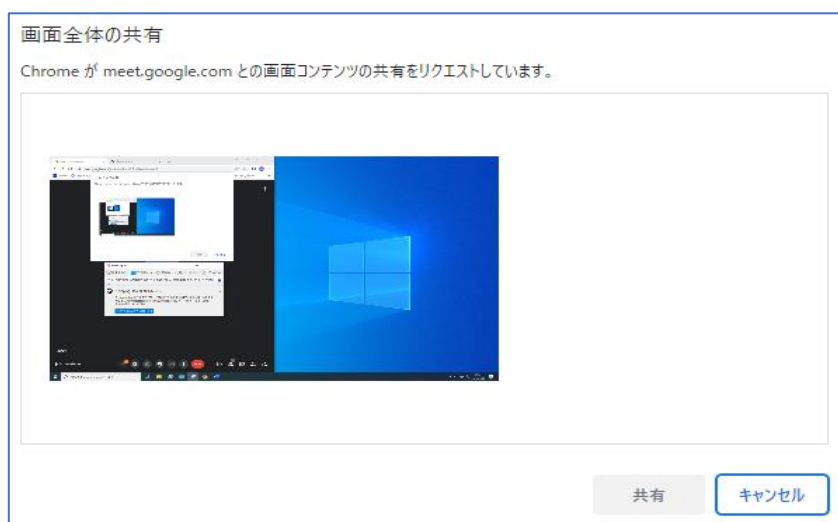 画面全体の共有
Chrome が meet.google.com との画面コンテンツの共有をリクエストしています。
共有
キャンセル